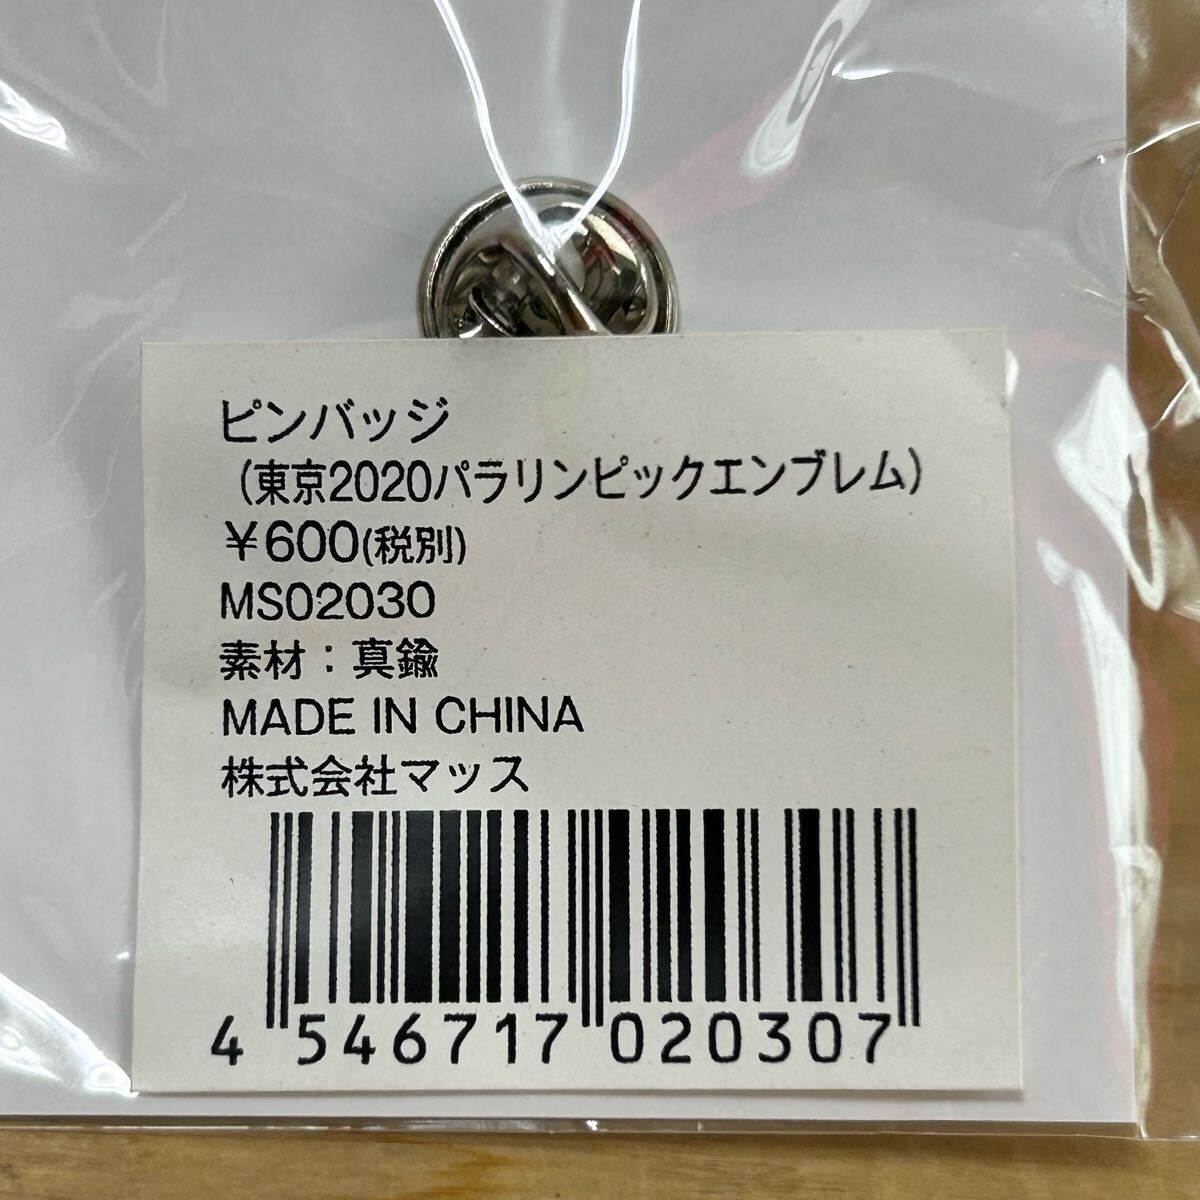 ピンバッジ
（東京2020パラリンピックエンブレム）
￥600(税別)
MS02030
素材：真鍮
MADE IN CHINA
株式会社マッス
4 546717 020307